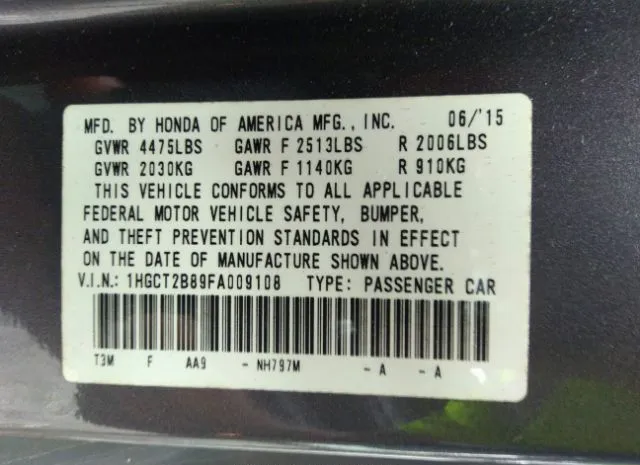 MFD. BY HONDA OF AMERICA MFG., INC. 06/'15
GVWR 4475LBS GAWR F 2513LBS R 2006LBS
GVWR 2030KG GAWR F 1140KG R 910KG
THIS VEHICLE CONFORMS TO ALL APPLICABLE
FEDERAL MOTOR VEHICLE SAFETY, BUMPER,
AND THEFT PREVENTION STANDARDS IN EFFECT
ON THE DATE OF MANUFACTURE SHOWN ABOVE.
V.I.N.: 1HGCT2B89FA009108 TYPE: PASSENGER CAR
T3M F AA9 - NH797M - A - A